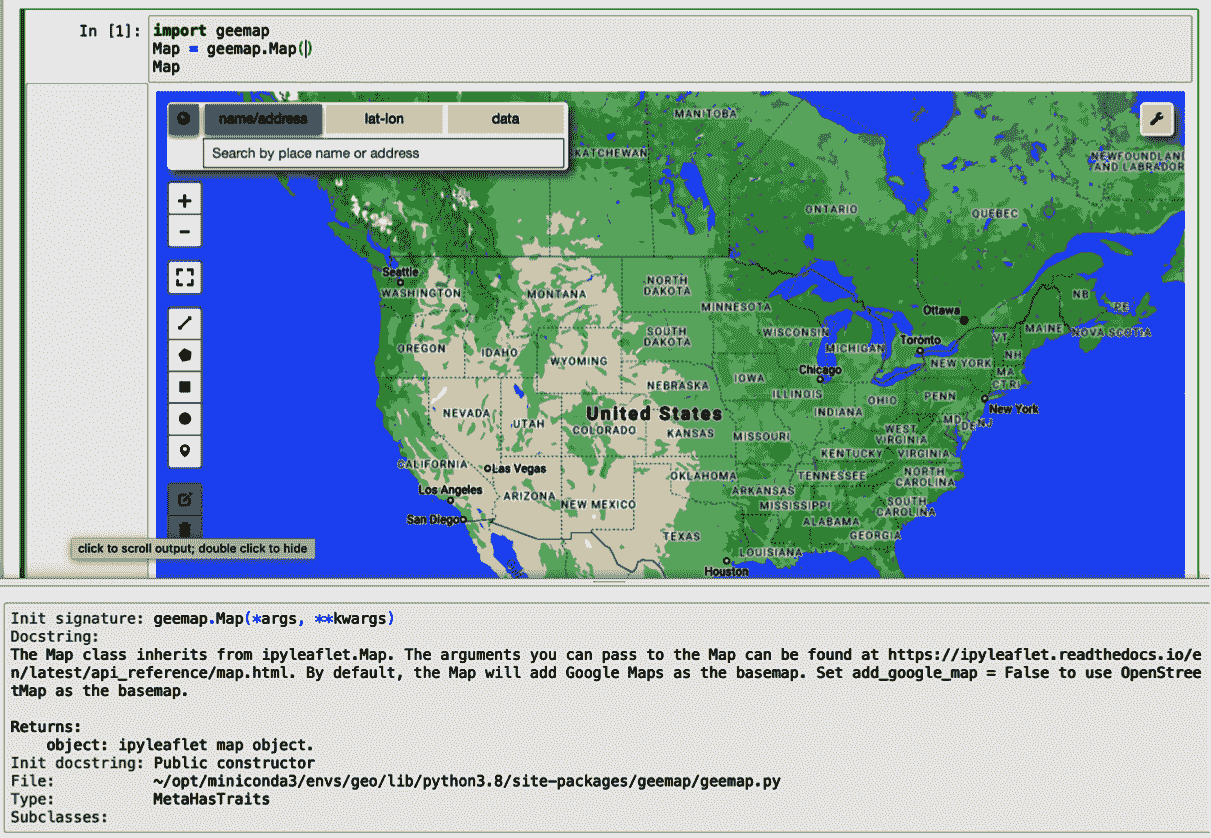 In [1]: import geemap
Map = geemap.Map()
Map
name/address lat-lon data
Search by place name or address
MANITOBA
KATCHEWAN
NEWFOUNDLAND
AND LABRADOR
ONTARIO
QUEBEC
Seattle
WASHINGTON
MONTANA
NORTH
DAKOTA
MINNESOTA
Ottawa
NB
PE
NOVA SCOTIA
MAINE
OREGON
IDAHO
SOUTH
DAKOTA
WISCONSIN
MICHIGAN
Toronto
VT
NH
NEW YORK
MA
CT RI
WYOMING
Chicago
IOWA
NEBRASKA
ILLINOIS
INDIANA
OHIO
PENN
New York
NEVADA
UTAH
COLORADO
United States
KANSAS
MISSOURI
WEST
VIRGINIA
MD
DE
NJ
KENTUCKY
VIRGINIA
CALIFORNIA
Las Vegas
OKLAHOMA
TENNESSEE
NORTH
CAROLINA
Los Angeles
ARIZONA
NEW MEXICO
ARKANSAS
MISSISSIPPI
SOUTH
CAROLINA
San Diego
ALABAMA
TEXAS
GEORGIA
LOUISIANA
Houston
click to scroll output; double click to hide
Init signature: geemap.Map(*args, **kwargs)
Docstring:
The Map class inherits from ipyleaflet.Map. The arguments you can pass to the Map can be found at https://ipyleaflet.readthedocs.io/e
n/latest/api_reference/map.html. By default, the Map will add Google Maps as the basemap. Set add_google_map = False to use OpenStree
tMap as the basemap.
Returns:
object: ipyleaflet map object.
Init docstring: Public constructor
File: ~/opt/miniconda3/envs/geo/lib/python3.8/site-packages/geemap/geemap.py
Type: MetaHasTraits
Subclasses: